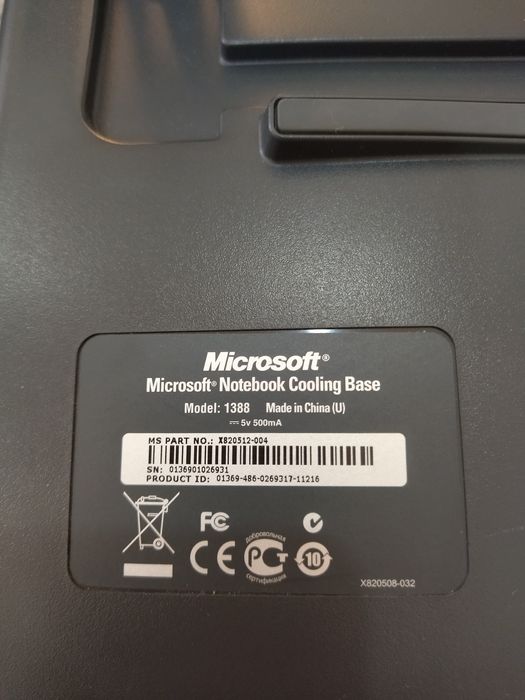 Microsoft®
Microsoft® Notebook Cooling Base
Model: 1388 Made in China (U)
⎓ 5v 500mA
MS PART NO.: X820512-004
SN: 0136901026931
PRODUCT ID: 01369-486-0269317-11216
FC
CE
добровольная
РСТ
сертификация
10
X820508-032